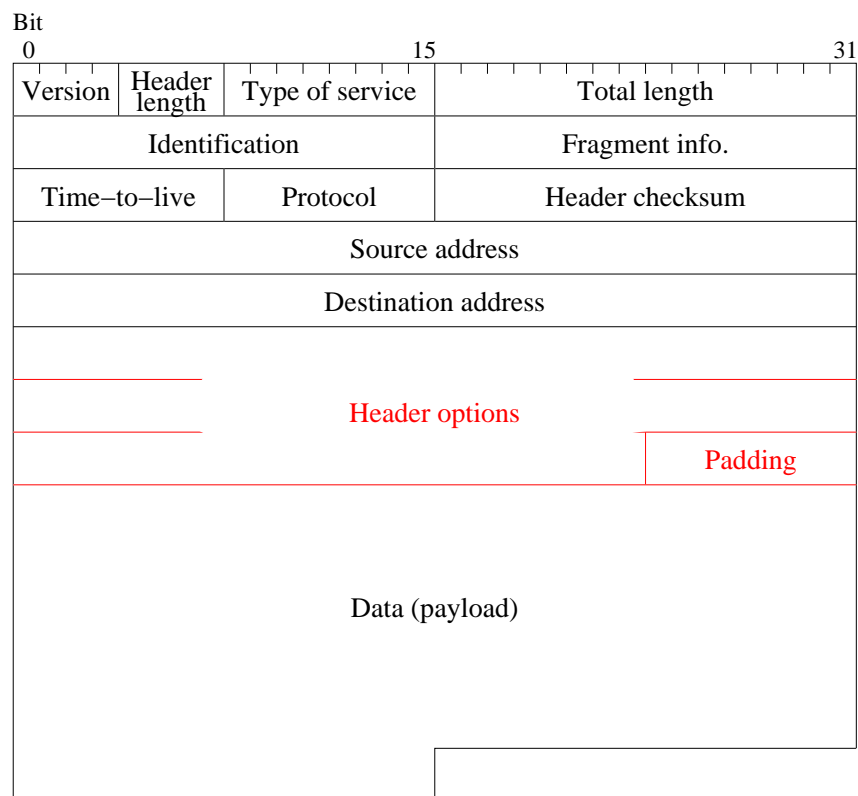 Bit
0 15 31
Version Header length Type of service Total length
Identification Fragment info.
Time−to−live Protocol Header checksum
Source address
Destination address
Header options
Padding
Data (payload)